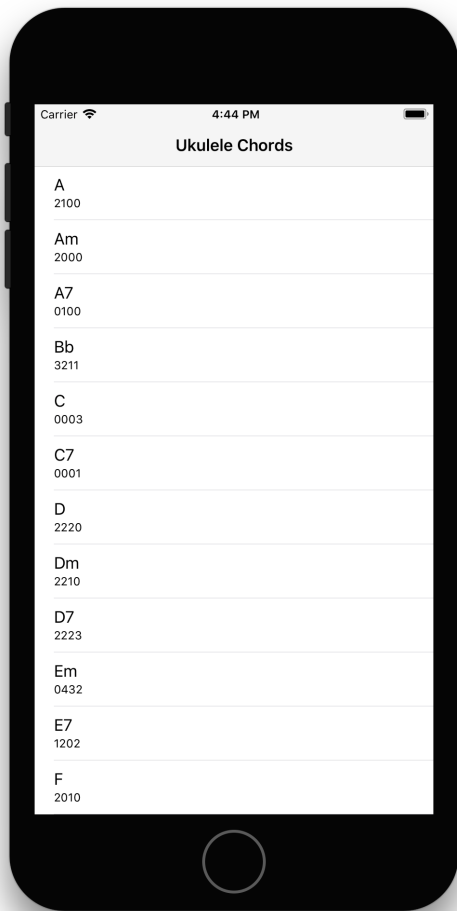 Carrier 4:44 PM
Ukulele Chords
A
2100
Am
2000
A7
0100
Bb
3211
C
0003
C7
0001
D
2220
Dm
2210
D7
2223
Em
0432
E7
1202
F
2010